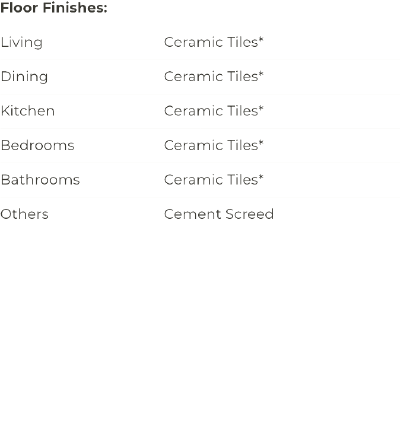 Floor Finishes:
Living Ceramic Tiles*
Dining Ceramic Tiles*
Kitchen Ceramic Tiles*
Bedrooms Ceramic Tiles*
Bathrooms Ceramic Tiles*
Others Cement Screed